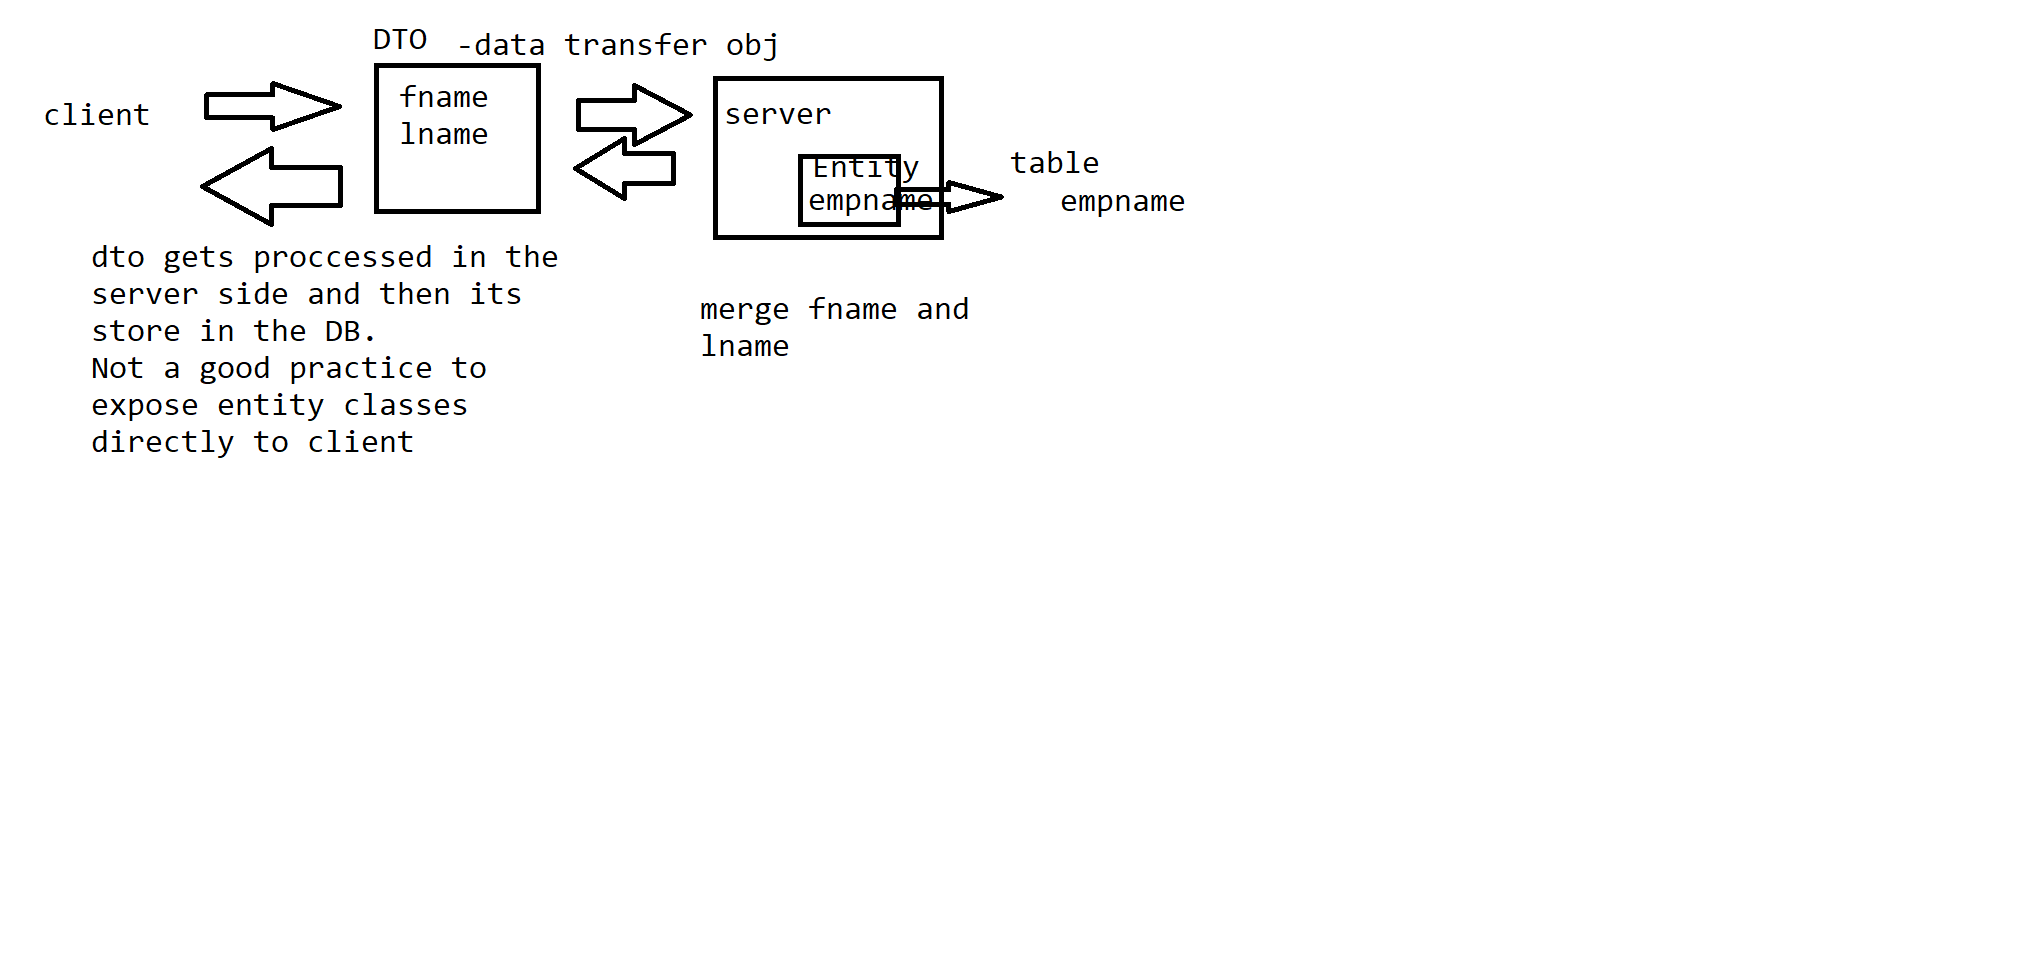 DTO -data transfer obj
client
fname
lname
server
Entity
empname
table
empname
dto gets proccessed in the
server side and then its
store in the DB.
Not a good practice to
expose entity classes
directly to client
merge fname and
lname